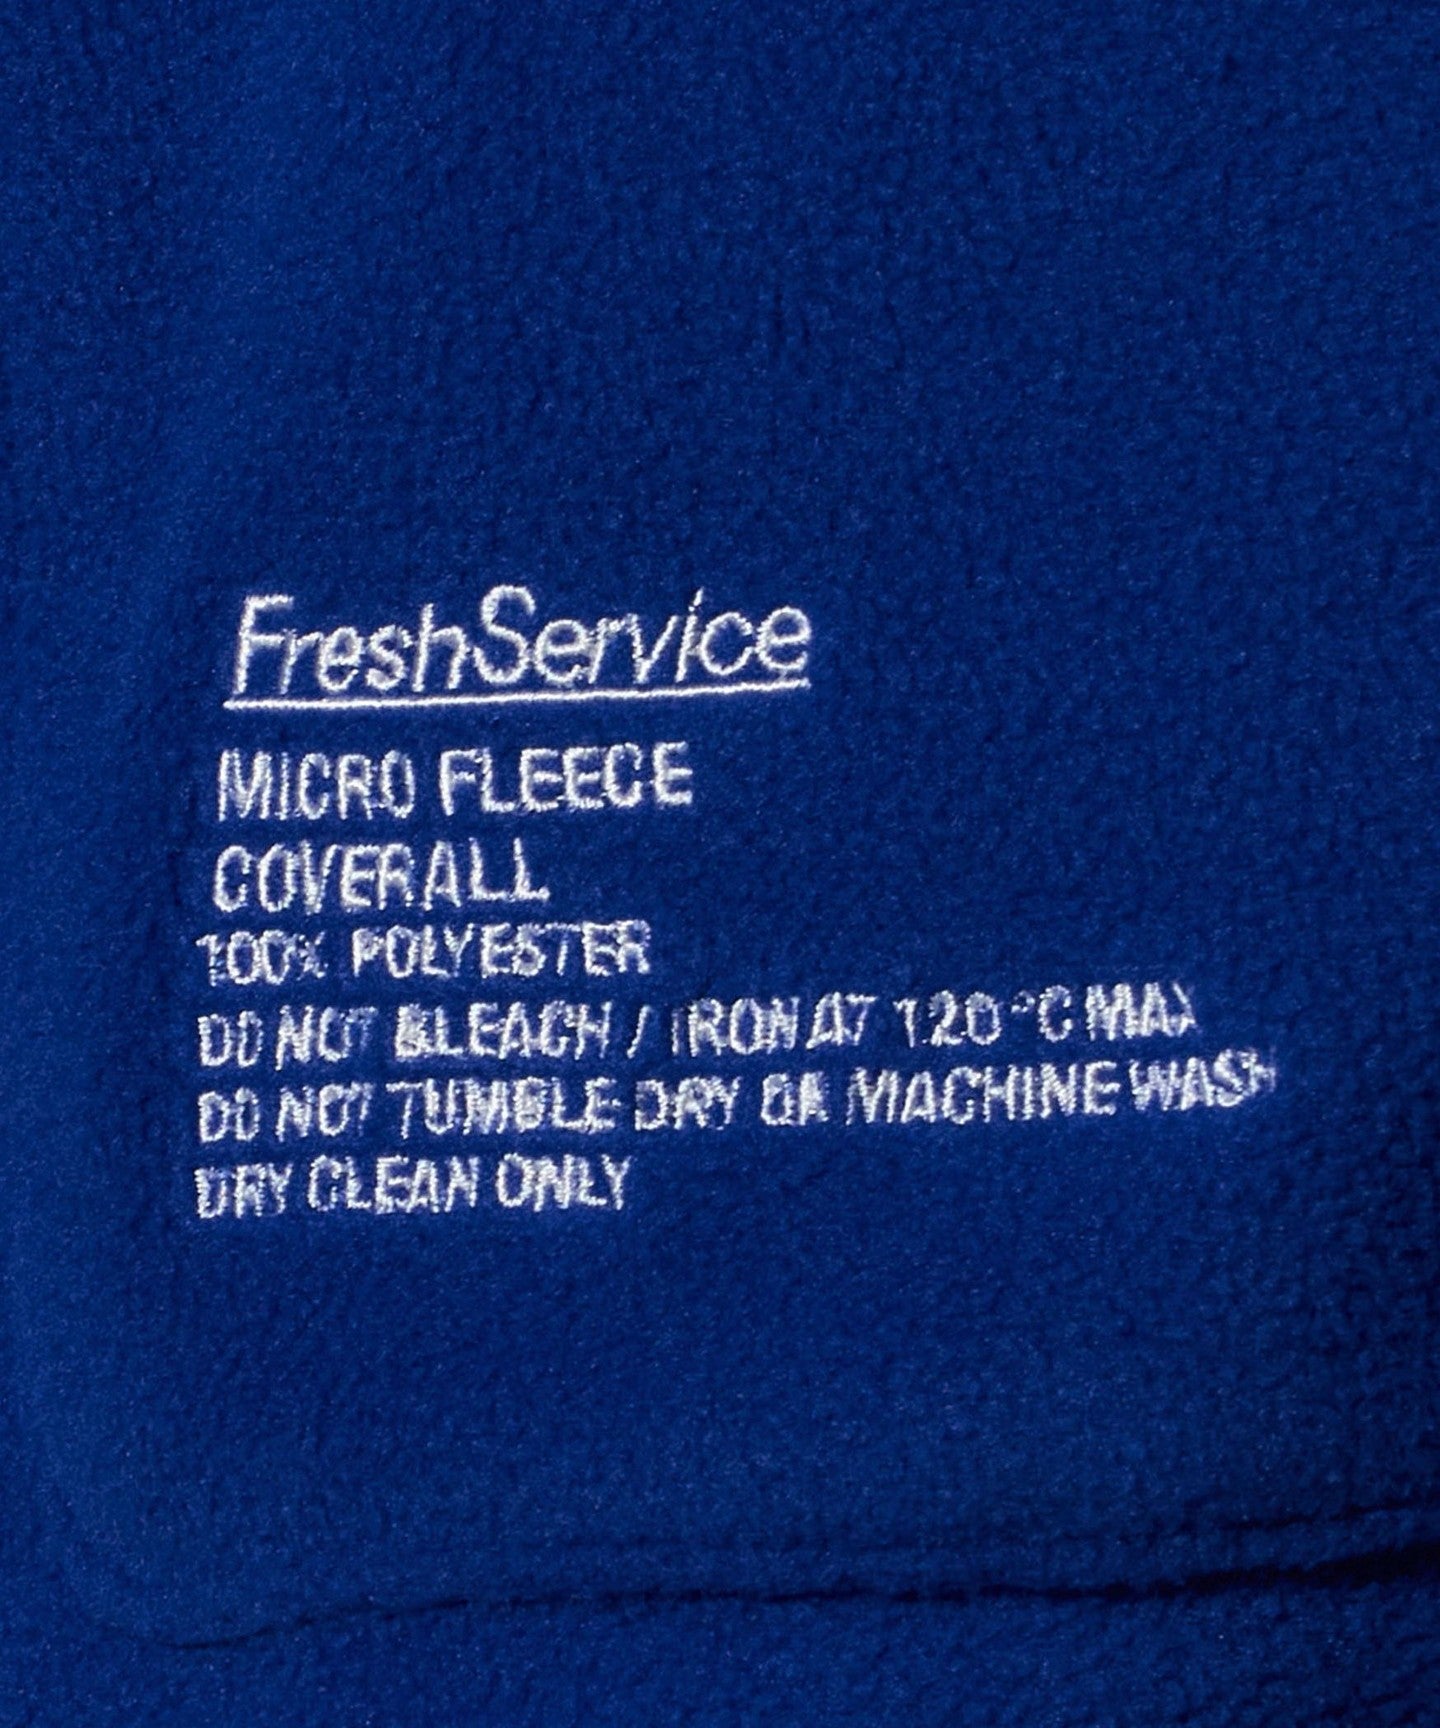 FreshService
MICRO FLEECE
COVERALL
100% POLYESTER
DO NOT BLEACH / IRON AT 120 °C MAX
DO NOT TUMBLE DRY OR MACHINE WASH
DRY CLEAN ONLY